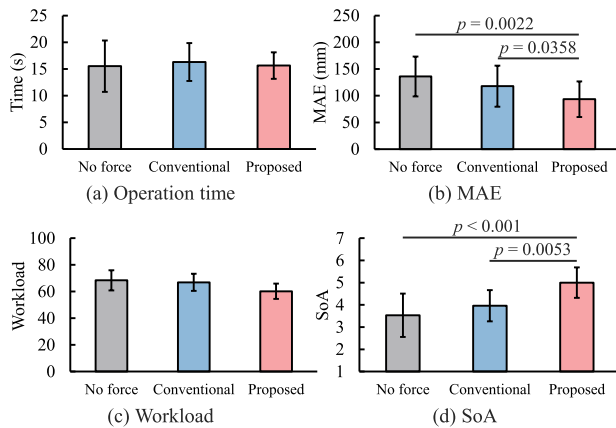 p = 0.0022
p = 0.0358
Time (s)
25
20
15
10
5
0
No force Conventional Proposed
(a) Operation time
MAE (mm)
250
200
150
100
50
0
No force Conventional Proposed
(b) MAE
Workload
100
80
60
40
20
0
No force Conventional Proposed
(c) Workload
p < 0.001
p = 0.0053
SoA
7
6
5
4
3
2
1
No force Conventional Proposed
(d) SoA